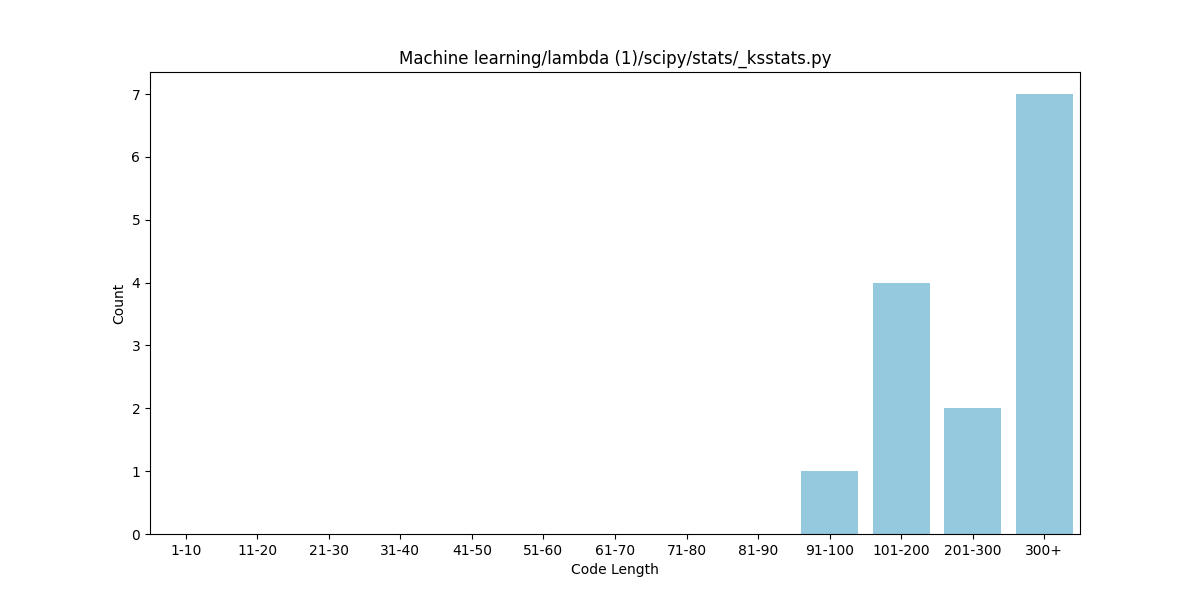 Machine learning/lambda (1)/scipy/stats/_ksstats.py
7
6
5
4
3
2
1
0
Count
1-10 11-20 21-30 31-40 41-50 51-60 61-70 71-80 81-90 91-100 101-200 201-300 300+
Code Length